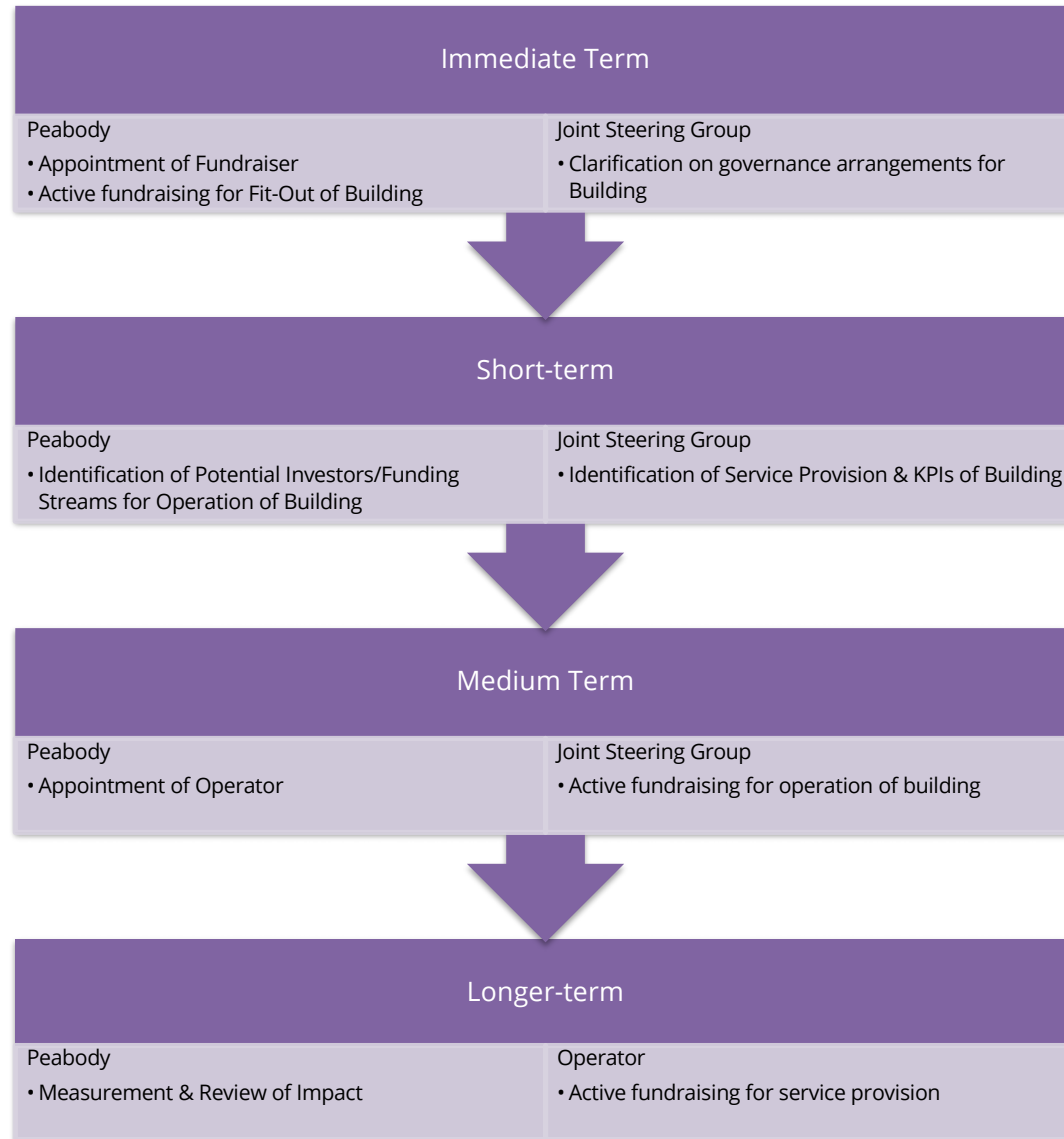 Immediate Term
Peabody
• Appointment of Fundraiser
• Active fundraising for Fit-Out of Building
Joint Steering Group
• Clarification on governance arrangements for
Building
Short-term
Peabody
• Identification of Potential Investors/Funding
Streams for Operation of Building
Joint Steering Group
• Identification of Service Provision & KPIs of Building
Medium Term
Peabody
• Appointment of Operator
Joint Steering Group
• Active fundraising for operation of building
Longer-term
Peabody
• Measurement & Review of Impact
Operator
• Active fundraising for service provision